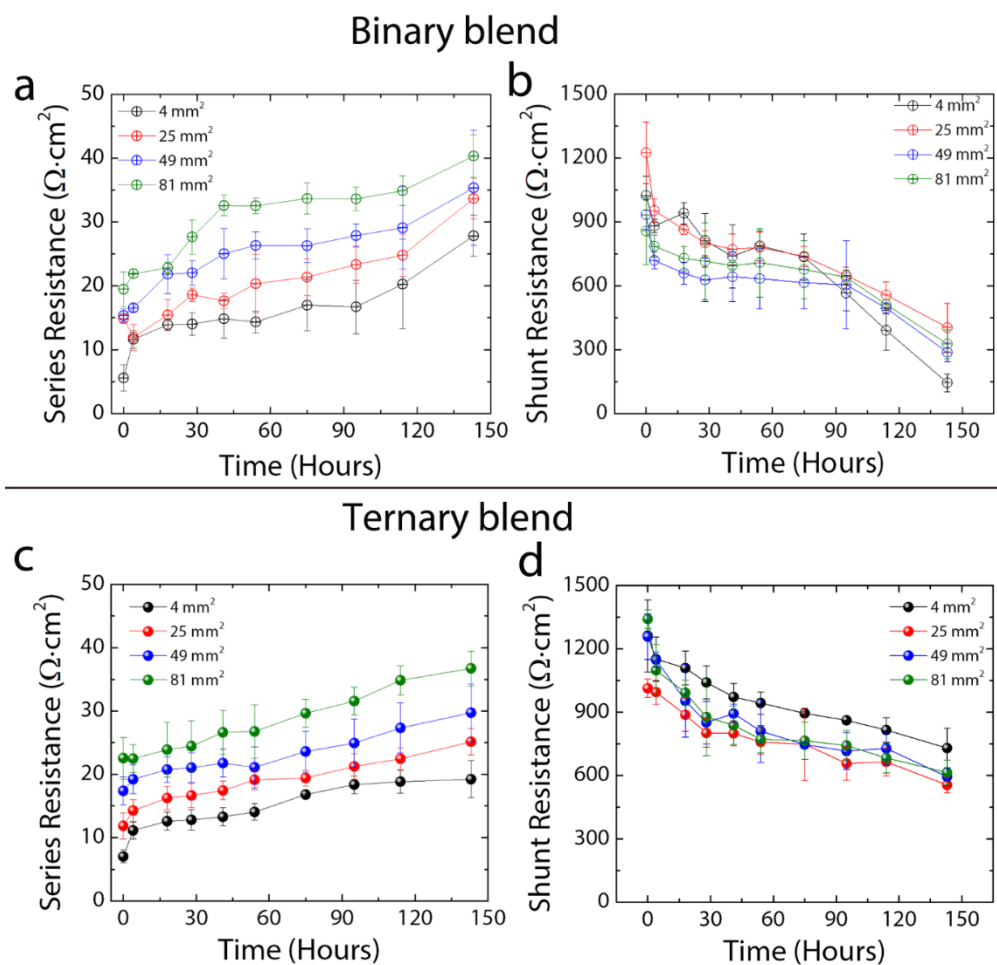 Binary blend
a
Series Resistance (Ω·cm²)
50
40
30
20
10
0
4 mm²
25 mm²
49 mm²
81 mm²
0 30 60 90 120 150
Time (Hours)
b
Shunt Resistance (Ω·cm²)
1500
1200
900
600
300
0
4 mm²
25 mm²
49 mm²
81 mm²
0 30 60 90 120 150
Time (Hours)
Ternary blend
c
Series Resistance (Ω·cm²)
50
40
30
20
10
0
4 mm²
25 mm²
49 mm²
81 mm²
0 30 60 90 120 150
Time (Hours)
d
Shunt Resistance (Ω·cm²)
1500
1200
900
600
300
4 mm²
25 mm²
49 mm²
81 mm²
0 30 60 90 120 150
Time (Hours)